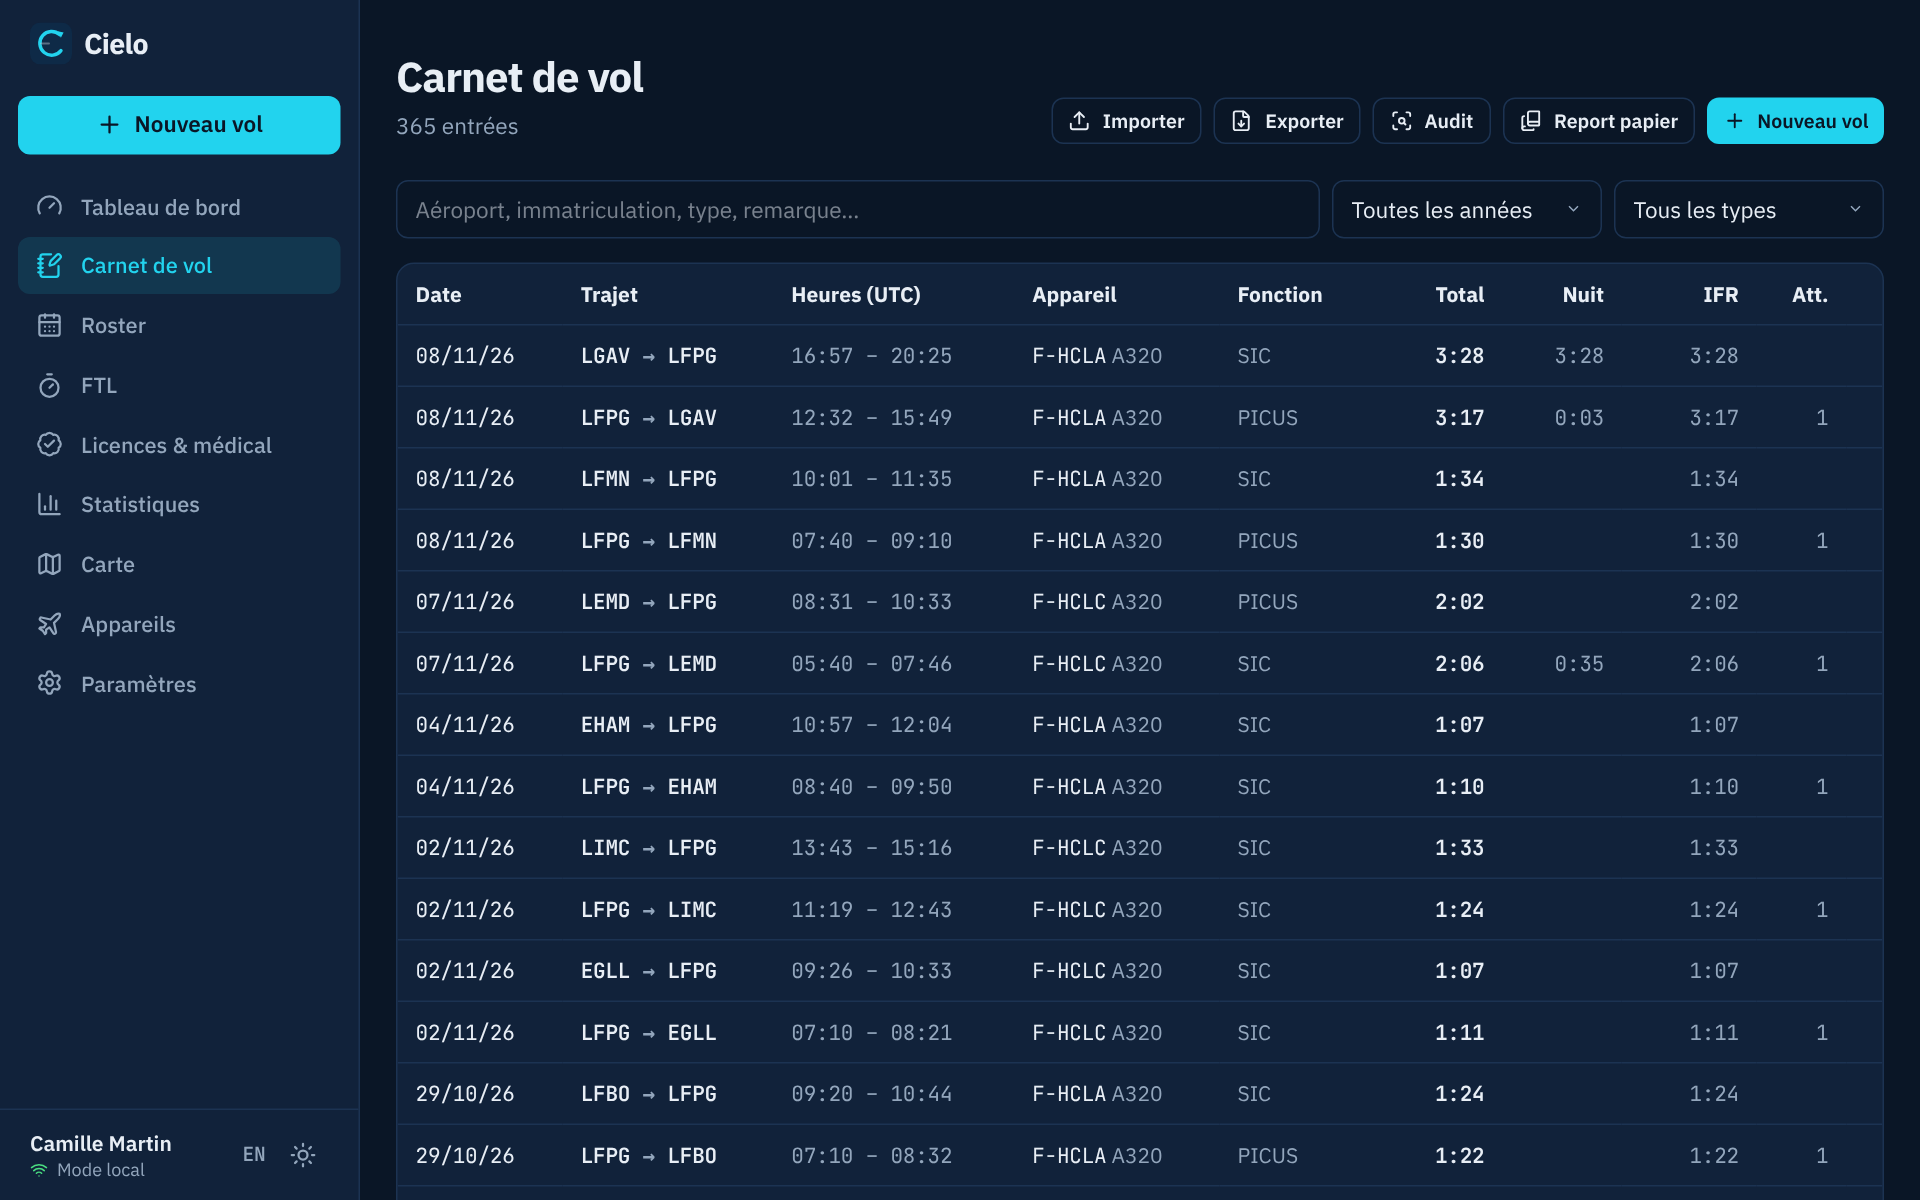 Cielo
Nouveau vol
Tableau de bord
Carnet de vol
Roster
FTL
Licences & médical
Statistiques
Carte
Appareils
Paramètres
Camille Martin
Mode local
EN
Carnet de vol
365 entrées
Importer
Exporter
Audit
Report papier
Nouveau vol
Aéroport, immatriculation, type, remarque...
Toutes les années
Tous les types
Date Trajet Heures (UTC) Appareil Fonction Total Nuit IFR Att.
08/11/26 LGAV → LFPG 16:57 – 20:25 F-HCLA A320 SIC 3:28 3:28 3:28
08/11/26 LFPG → LGAV 12:32 – 15:49 F-HCLA A320 PICUS 3:17 0:03 3:17 1
08/11/26 LFMN → LFPG 10:01 – 11:35 F-HCLA A320 SIC 1:34 1:34
08/11/26 LFPG → LFMN 07:40 – 09:10 F-HCLA A320 PICUS 1:30 1:30 1
07/11/26 LEMD → LFPG 08:31 – 10:33 F-HCLC A320 PICUS 2:02 2:02
07/11/26 LFPG → LEMD 05:40 – 07:46 F-HCLC A320 SIC 2:06 0:35 2:06 1
04/11/26 EHAM → LFPG 10:57 – 12:04 F-HCLA A320 SIC 1:07 1:07
04/11/26 LFPG → EHAM 08:40 – 09:50 F-HCLA A320 SIC 1:10 1:10 1
02/11/26 LIMC → LFPG 13:43 – 15:16 F-HCLC A320 SIC 1:33 1:33
02/11/26 LFPG → LIMC 11:19 – 12:43 F-HCLC A320 SIC 1:24 1:24 1
02/11/26 EGLL → LFPG 09:26 – 10:33 F-HCLC A320 SIC 1:07 1:07
02/11/26 LFPG → EGLL 07:10 – 08:21 F-HCLC A320 SIC 1:11 1:11 1
29/10/26 LFBO → LFPG 09:20 – 10:44 F-HCLA A320 SIC 1:24 1:24
29/10/26 LFPG → LFBO 07:10 – 08:32 F-HCLA A320 PICUS 1:22 1:22 1